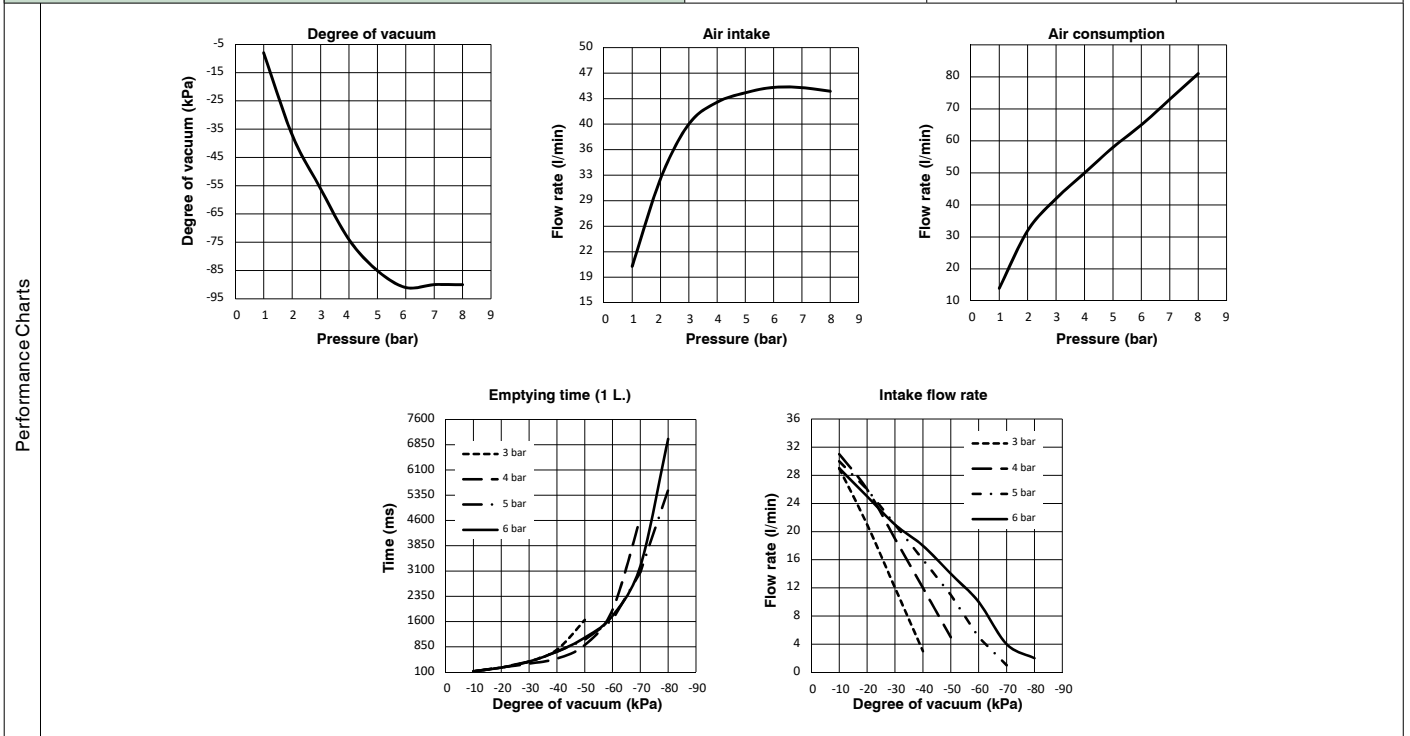 Performance Charts
Degree of vacuum
Degree of vacuum (kPa)
-5
-15
-25
-35
-45
-55
-65
-75
-85
-95
0 1 2 3 4 5 6 7 8 9
Pressure (bar)
Air intake
Flow rate (l/min)
50
47
43
40
36
33
29
26
22
19
15
0 1 2 3 4 5 6 7 8 9
Pressure (bar)
Air consumption
Flow rate (l/min)
80
70
60
50
40
30
20
10
0 1 2 3 4 5 6 7 8 9
Pressure (bar)
Emptying time (1 L.)
Time (ms)
7600
6850
6100
5350
4600
3850
3100
2350
1600
850
100
3 bar
4 bar
5 bar
6 bar
0 -10 -20 -30 -40 -50 -60 -70 -80 -90
Degree of vacuum (kPa)
Intake flow rate
Flow rate (l/min)
36
32
28
24
20
16
12
8
4
0
3 bar
4 bar
5 bar
6 bar
0 -10 -20 -30 -40 -50 -60 -70 -80 -90
Degree of vacuum (kPa)